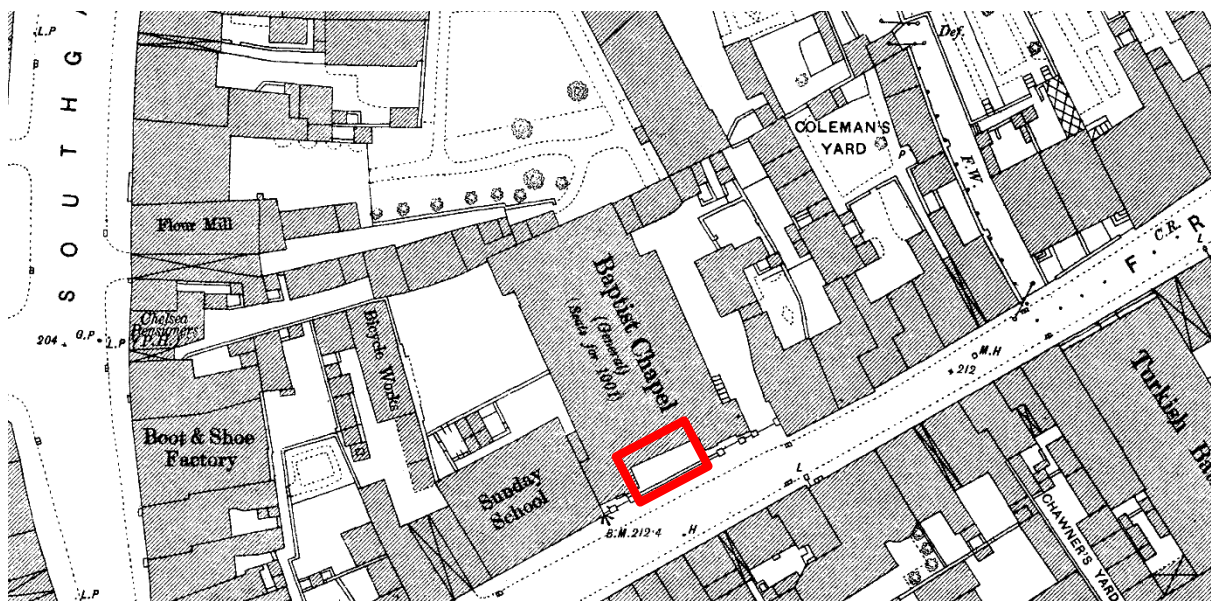 L.P
B
SOUTHG
Def.
COLEMAN'S
YARD
F.W
C.R.
F R
L
Flour Mill
B
Chelsea
Pensioners
(P.H.)
204
G.P
L.P
Bicycle Works
Baptist Chapel
(General)
(Seats for 1001)
M.H
212
Turkish Ba
Boot & Shoe
Factory
Sunday
School
L
B.M.212.4
H
CHAWNER'S YARD
L.P